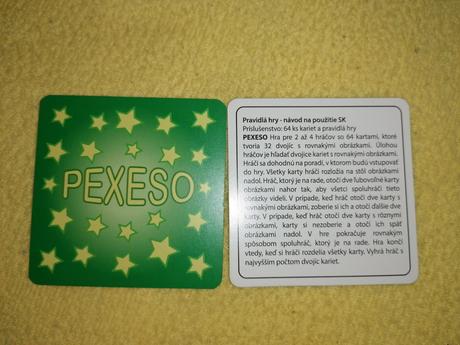 PEXESO
Pravidlá hry - návod na použitie SK
Príslušenstvo: 64 ks kariet a pravidlá hry
PEXESO Hra pre 2 až 4 hráčov so 64 kartami, ktoré
tvoria 32 dvojíc s rovnakými obrázkami. Úlohou
hráčov je hľadať dvojice kariet s rovnakými obrázkami.
Hráči sa dohodnú na poradí, v ktorom budú vstupovať
do hry. Všetky karty hráči rozložia na stôl obrázkami
nadol. Hráč, ktorý je na rade, otočí dve ľubovoľné karty
obrázkami nahor tak, aby všetci spoluhráči tieto
obrázky videli. V prípade, keď hráč otočí dve karty s
rovnakými obrázkami, zoberie si ich a otočí ďalšie dve
karty. V prípade, keď hráč otočí dve karty s rôznymi
obrázkami, karty si nezoberie a otočí ich späť
obrázkami nadol. V hre pokračuje rovnakým
spôsobom spoluhráč, ktorý je na rade. Hra končí
vtedy, keď si hráči rozdelia všetky karty. Vyhrá hráč s
najvyšším počtom dvojíc kariet.